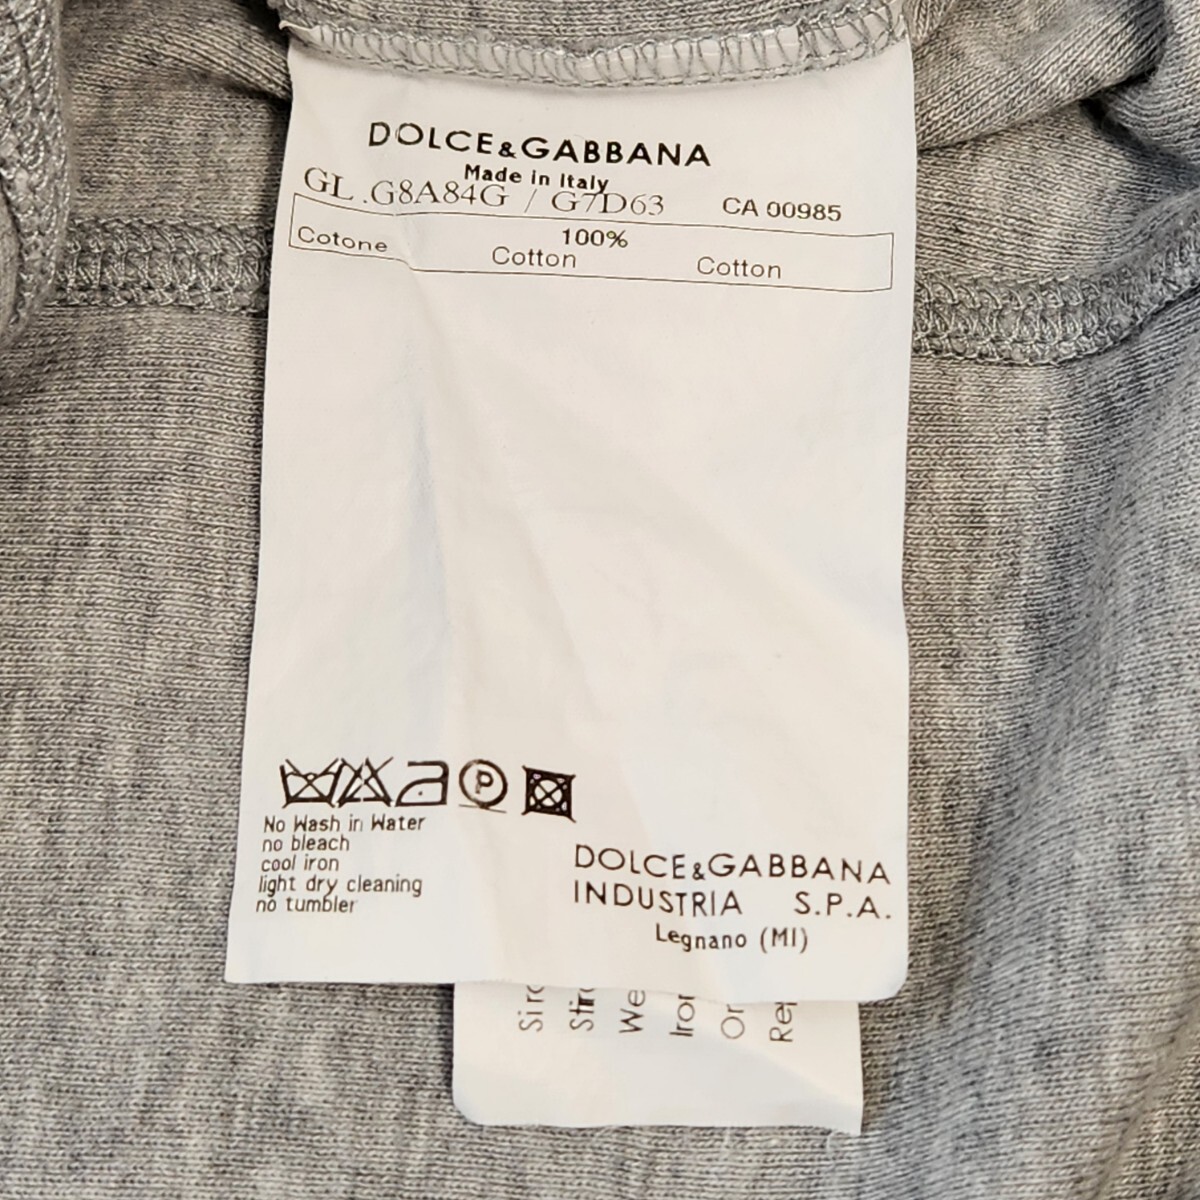 DOLCE&GABBANA
Made in Italy
GL.G8A84G / G7D63 CA 00985
100%
Cotone Cotton Cotton
P
No Wash in Water
no bleach
cool iron
light dry cleaning
no tumbler
DOLCE&GABBANA
INDUSTRIA S.P.A.
Legnano (MI)